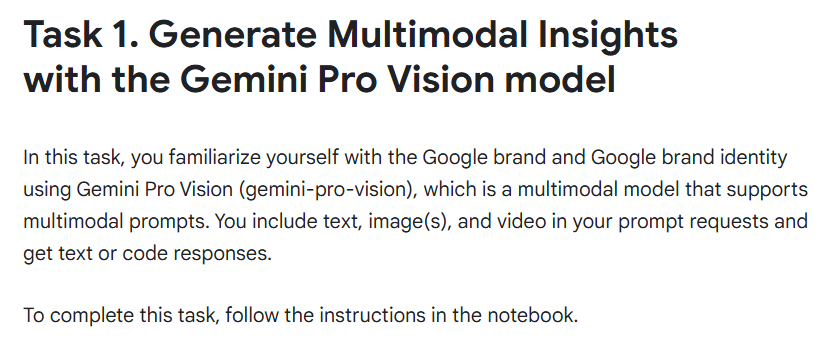 Task 1. Generate Multimodal Insights
with the Gemini Pro Vision model
In this task, you familiarize yourself with the Google brand and Google brand identity
using Gemini Pro Vision (gemini-pro-vision), which is a multimodal model that supports
multimodal prompts. You include text, image(s), and video in your prompt requests and
get text or code responses.
To complete this task, follow the instructions in the notebook.